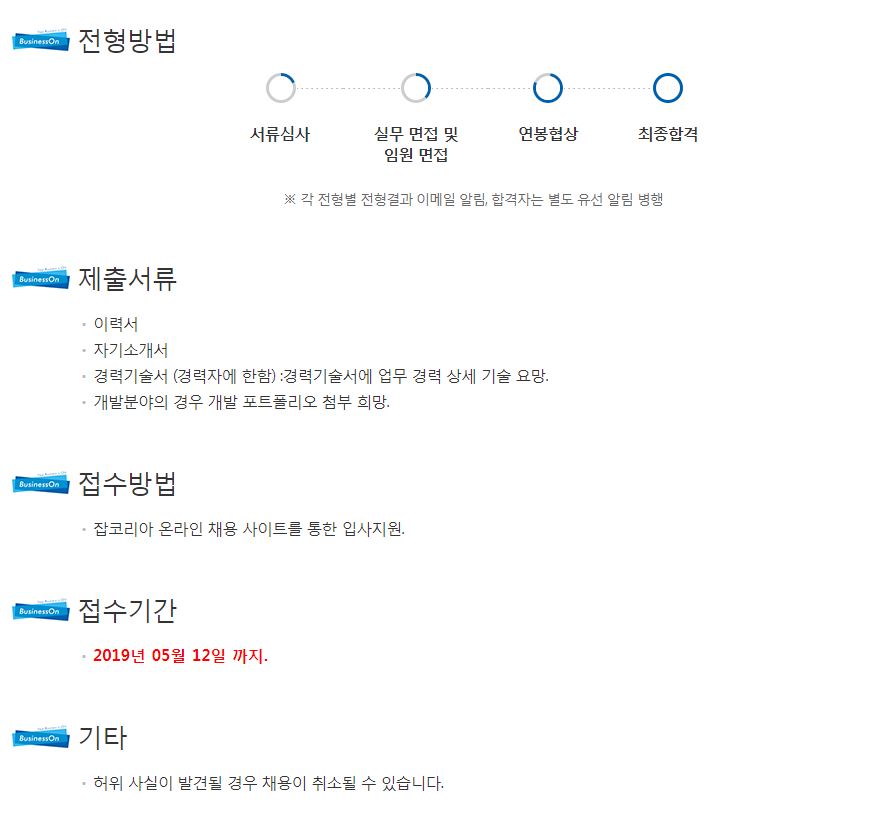 BusinessOn 전형방법
서류심사 실무 면접 및 연봉협상 최종합격
임원 면접
※ 각 전형별 전형결과 이메일 알림, 합격자는 별도 유선 알림 병행
BusinessOn 제출서류
· 이력서
· 자기소개서
· 경력기술서 (경력자에 한함) :경력기술서에 업무 경력 상세 기술 요망.
· 개발분야의 경우 개발 포트폴리오 첨부 희망.
BusinessOn 접수방법
· 잡코리아 온라인 채용 사이트를 통한 입사지원.
BusinessOn 접수기간
· 2019년 05월 12일 까지.
BusinessOn 기타
· 허위 사실이 발견될 경우 채용이 취소될 수 있습니다.